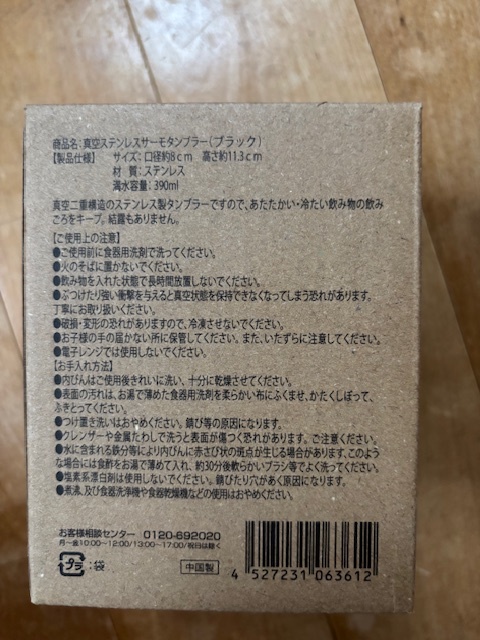 商品名：真空ステンレスサーモタンブラー(ブラック)
【製品仕様】 サイズ：口径約8cm 高さ約11.3cm
材 質：ステンレス
満水容量：390ml
真空二重構造のステンレス製タンブラーですので、あたたかい・冷たい飲み物の飲み
ごろをキープ。結露もありません。
【ご使用上の注意】
●ご使用前に食器用洗剤で洗ってください。
●火のそばに置かないでください。
●飲み物を入れた状態で長時間放置しないでください。
●ぶつけたり強い衝撃を与えると真空状態を保持できなくなってしまう恐れがあります。
丁寧にお取り扱いください。
●破損・変形の恐れがありますので、冷凍させないでください。
●お子様の手の届かない所に保管してください。また、いたずらに注意してください。
●電子レンジでは使用しないでください。
【お手入れ方法】
●内びんはご使用後きれいに洗い、十分に乾燥させてください。
●表面の汚れは、お湯で薄めた食器用洗剤を柔らかい布にふくませ、かたくしぼって、
ふきとってください。
●つけ置き洗いはおやめください。錆び等の原因になります。
●クレンザーや金属たわしで洗うと表面が傷つく恐れがあります。ご注意ください。
●水に含まれる鉄分等により内びんに赤さび状の斑点が生じる場合があります。このよ
うな場合には食酢をお湯で薄めて入れ、約30分後軟らかいブラシ等でよく洗ってください。
●塩素系漂白剤は使用しないでください。錆びたり穴があく原因になります。
●煮沸、及び食器洗浄機や食器乾燥機などの使用はおやめください。
お客様相談センター 0120-692020
月～金10:00～12:00/13:00～17:00/祝日は除く
プラ：袋
中国製
4 527231 063612